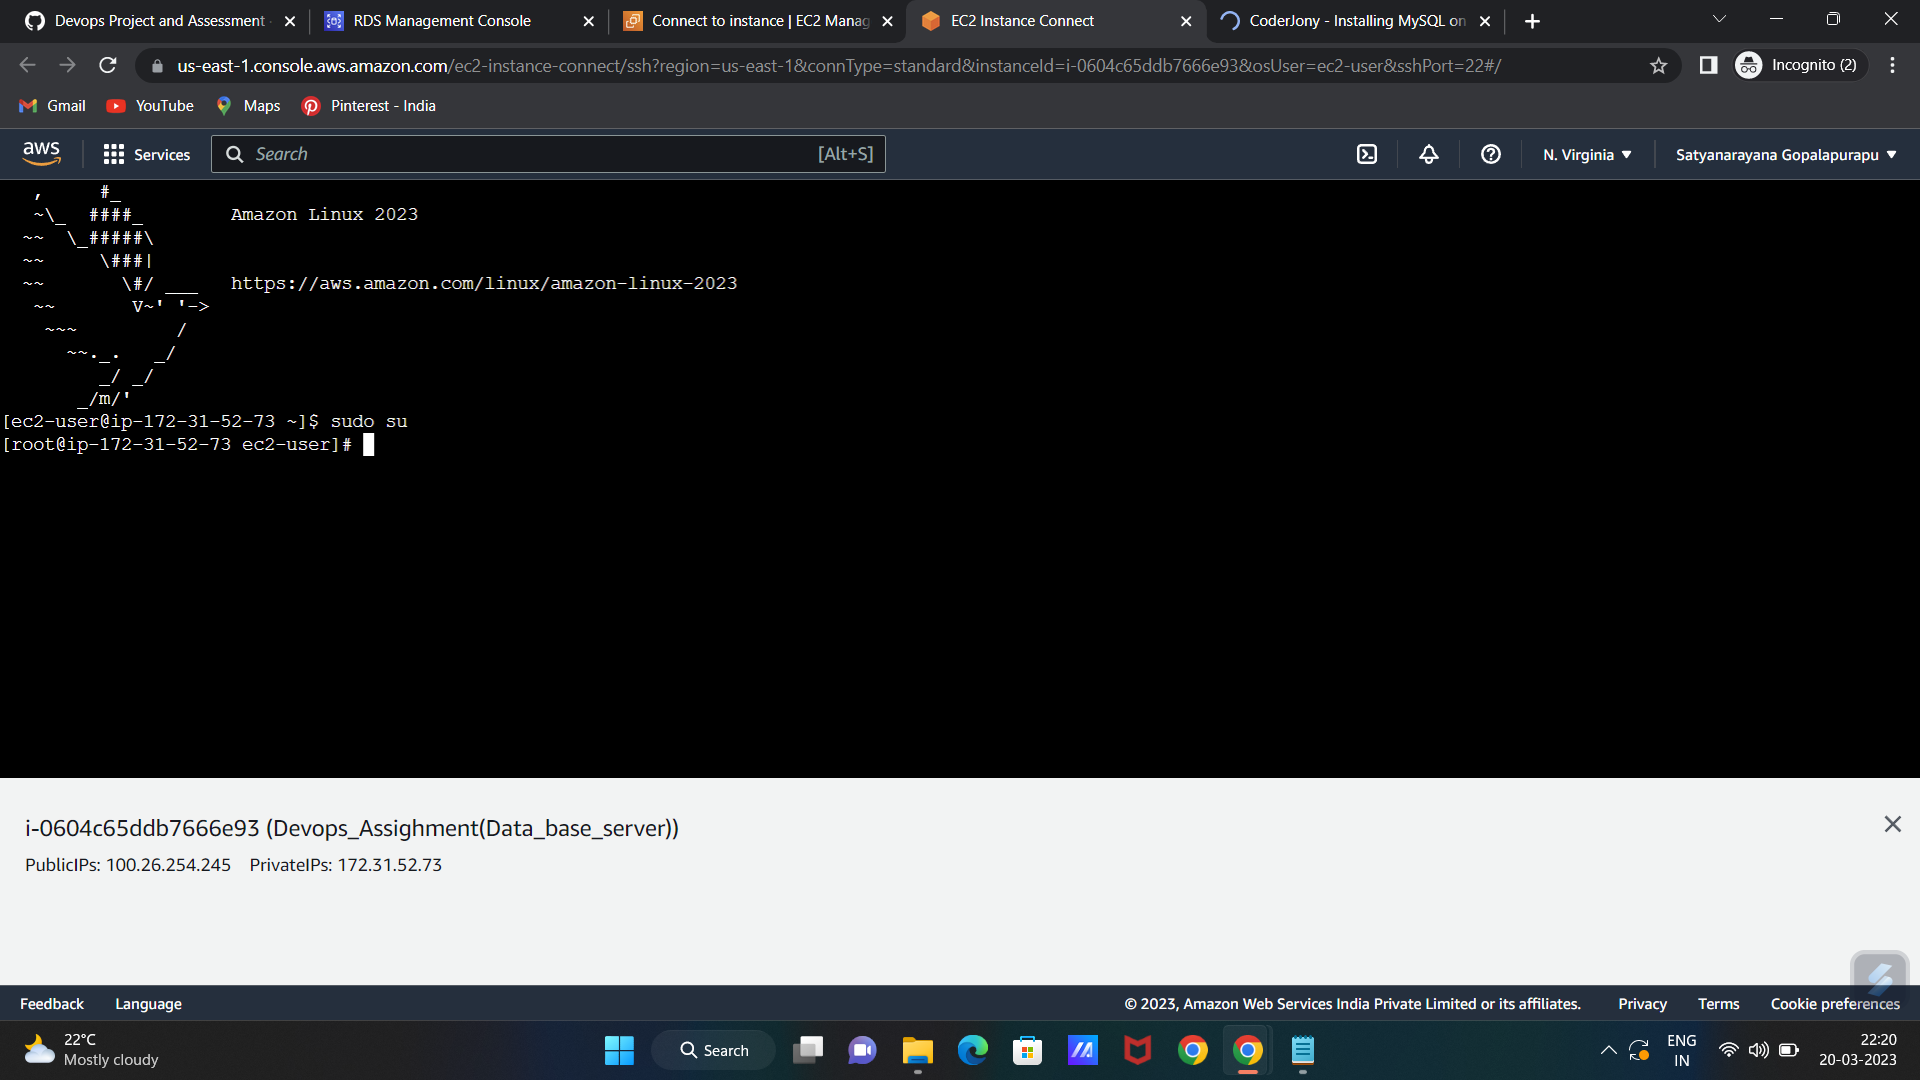 Devops Project and Assessment
RDS Management Console
Connect to instance | EC2 Manag
EC2 Instance Connect
CoderJony - Installing MySQL on
us-east-1.console.aws.amazon.com/ec2-instance-connect/ssh?region=us-east-1&connType=standard&instanceId=i-0604c65ddb7666e93&osUser=ec2-user&sshPort=22#/
Incognito (2)
Gmail
YouTube
Maps
Pinterest - India
aws
Services
Search
[Alt+S]
N. Virginia
Satyanarayana Gopalapurapu
   ,     #_
   ~\_  ####_        Amazon Linux 2023
  ~~  \_#####\
  ~~     \###|
  ~~       \#/ ___   https://aws.amazon.com/linux/amazon-linux-2023
   ~~       V~' '->
    ~~~         /
      ~~._.   _/
         _/ _/
       _/m/'
[ec2-user@ip-172-31-52-73 ~]$ sudo su
[root@ip-172-31-52-73 ec2-user]#
i-0604c65ddb7666e93 (Devops_Assighment(Data_base_server))
PublicIPs: 100.26.254.245 PrivateIPs: 172.31.52.73
Feedback
Language
© 2023, Amazon Web Services India Private Limited or its affiliates.
Privacy
Terms
Cookie preferences
22°C
Mostly cloudy
Search
ENG
IN
22:20
20-03-2023